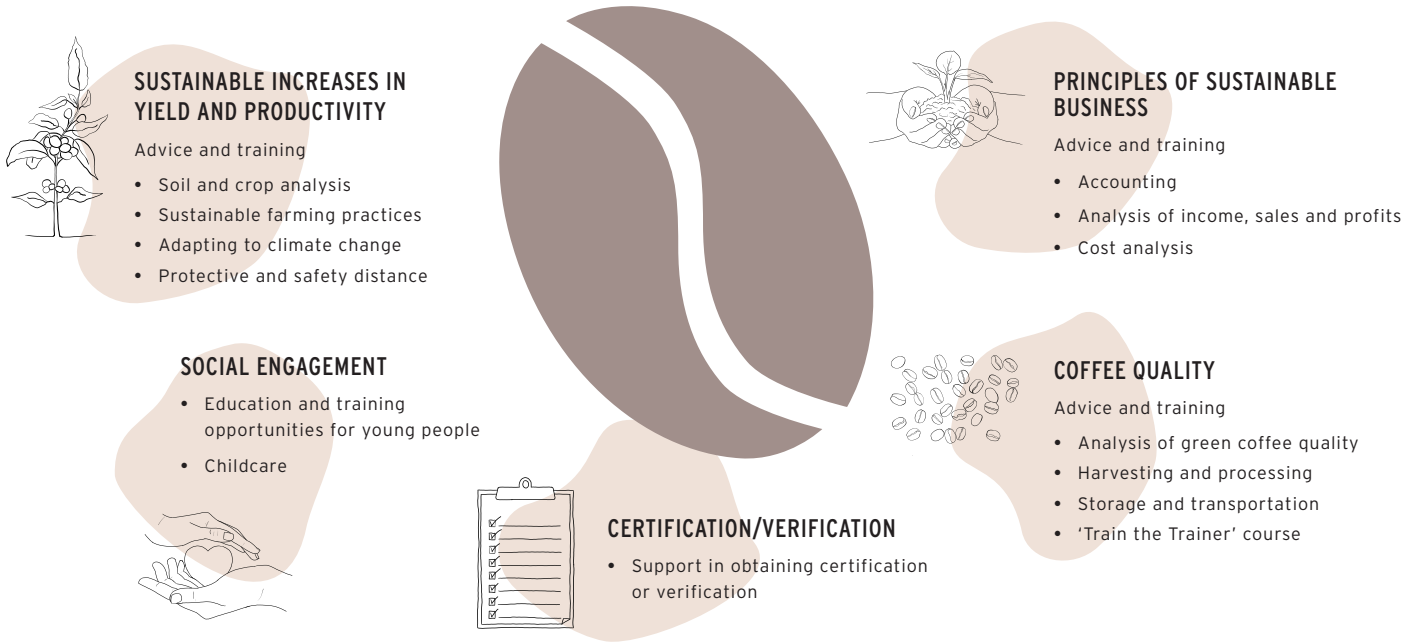 SUSTAINABLE INCREASES IN
YIELD AND PRODUCTIVITY
Advice and training
• Soil and crop analysis
• Sustainable farming practices
• Adapting to climate change
• Protective and safety distance
PRINCIPLES OF SUSTAINABLE
BUSINESS
Advice and training
• Accounting
• Analysis of income, sales and profits
• Cost analysis
SOCIAL ENGAGEMENT
• Education and training
opportunities for young people
• Childcare
COFFEE QUALITY
Advice and training
• Analysis of green coffee quality
• Harvesting and processing
• Storage and transportation
• ‘Train the Trainer’ course
CERTIFICATION/VERIFICATION
• Support in obtaining certification
or verification